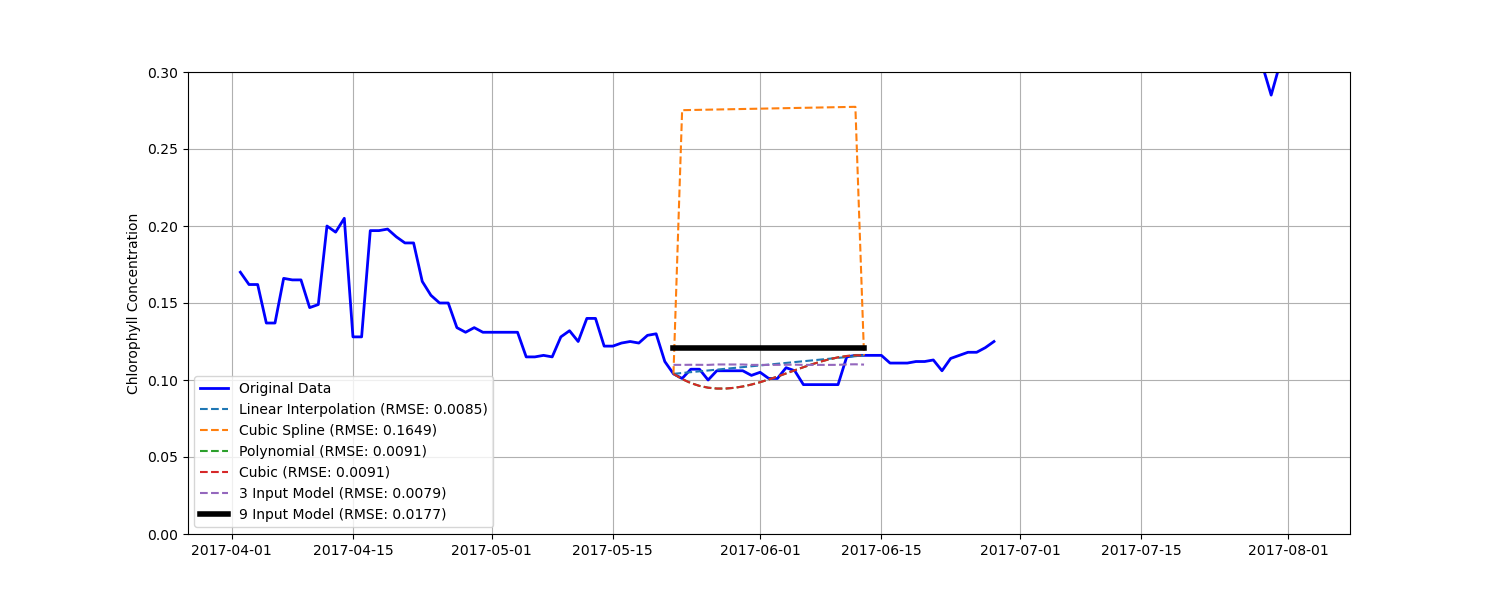 0.30
0.25
0.20
0.15
0.10
0.05
0.00
Chlorophyll Concentration
Original Data
Linear Interpolation (RMSE: 0.0085)
Cubic Spline (RMSE: 0.1649)
Polynomial (RMSE: 0.0091)
Cubic (RMSE: 0.0091)
3 Input Model (RMSE: 0.0079)
9 Input Model (RMSE: 0.0177)
2017-04-01 2017-04-15 2017-05-01 2017-05-15 2017-06-01 2017-06-15 2017-07-01 2017-07-15 2017-08-01